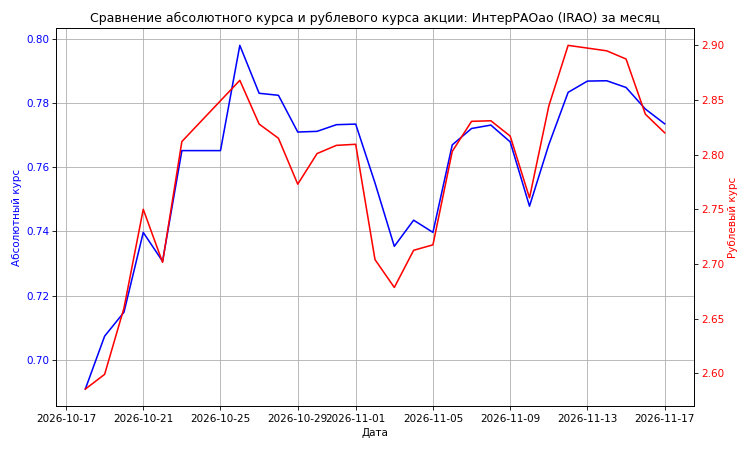 Сравнение абсолютного курса и рублевого курса акции: ИнтерРАОао (IRAO) за месяц
0.80
0.78
0.76
0.74
0.72
0.70
Абсолютный курс
2.90
2.85
2.80
2.75
2.70
2.65
2.60
Рублевый курс
2026-10-17 2026-10-21 2026-10-25 2026-10-29 2026-11-01 2026-11-05 2026-11-09 2026-11-13 2026-11-17
Дата